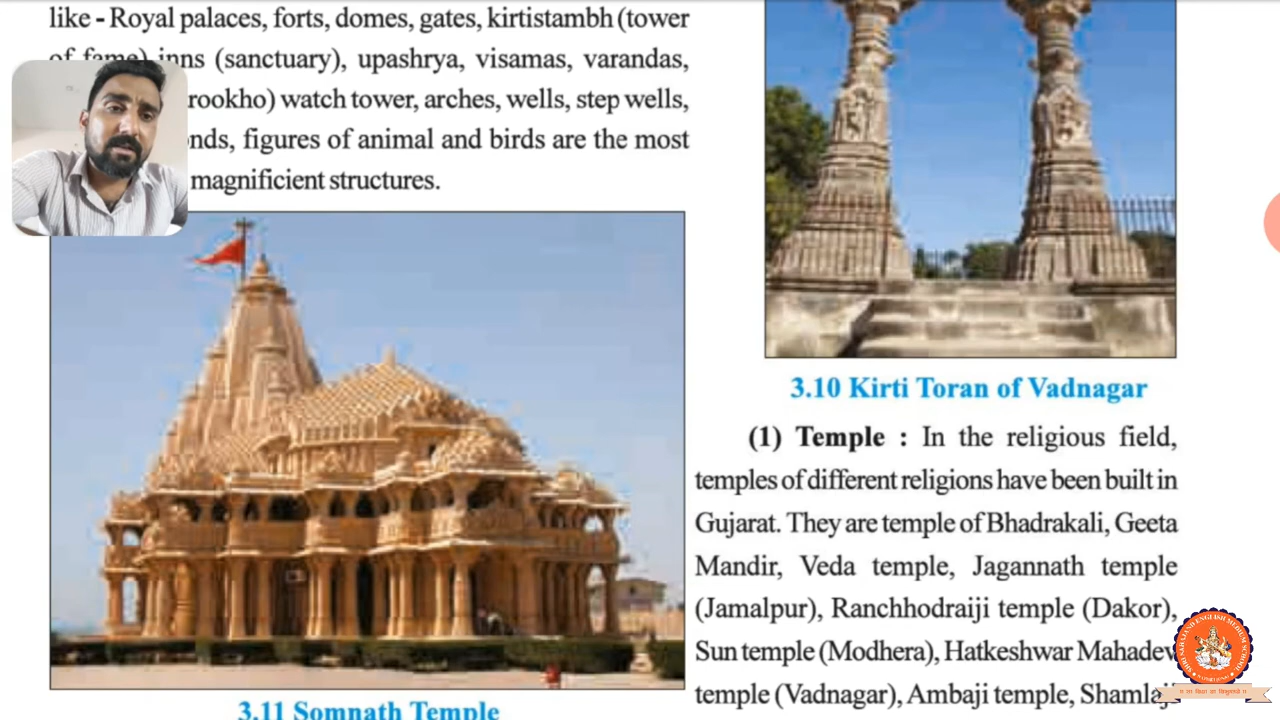 like - Royal palaces, forts, domes, gates, kirtistambh (tower
of fame) inns (sanctuary), upashrya, visamas, varandas,
rookho) watch tower, arches, wells, step wells,
nds, figures of animal and birds are the most
magnificient structures.
3.11 Somnath Temple
3.10 Kirti Toran of Vadnagar
(1) Temple : In the religious field,
temples of different religions have been built in
Gujarat. They are temple of Bhadrakali, Geeta
Mandir, Veda temple, Jagannath temple
(Jamalpur), Ranchhodraiji temple (Dakor),
Sun temple (Modhera), Hatkeshwar Mahadev
temple (Vadnagar), Ambaji temple, Shamlaji